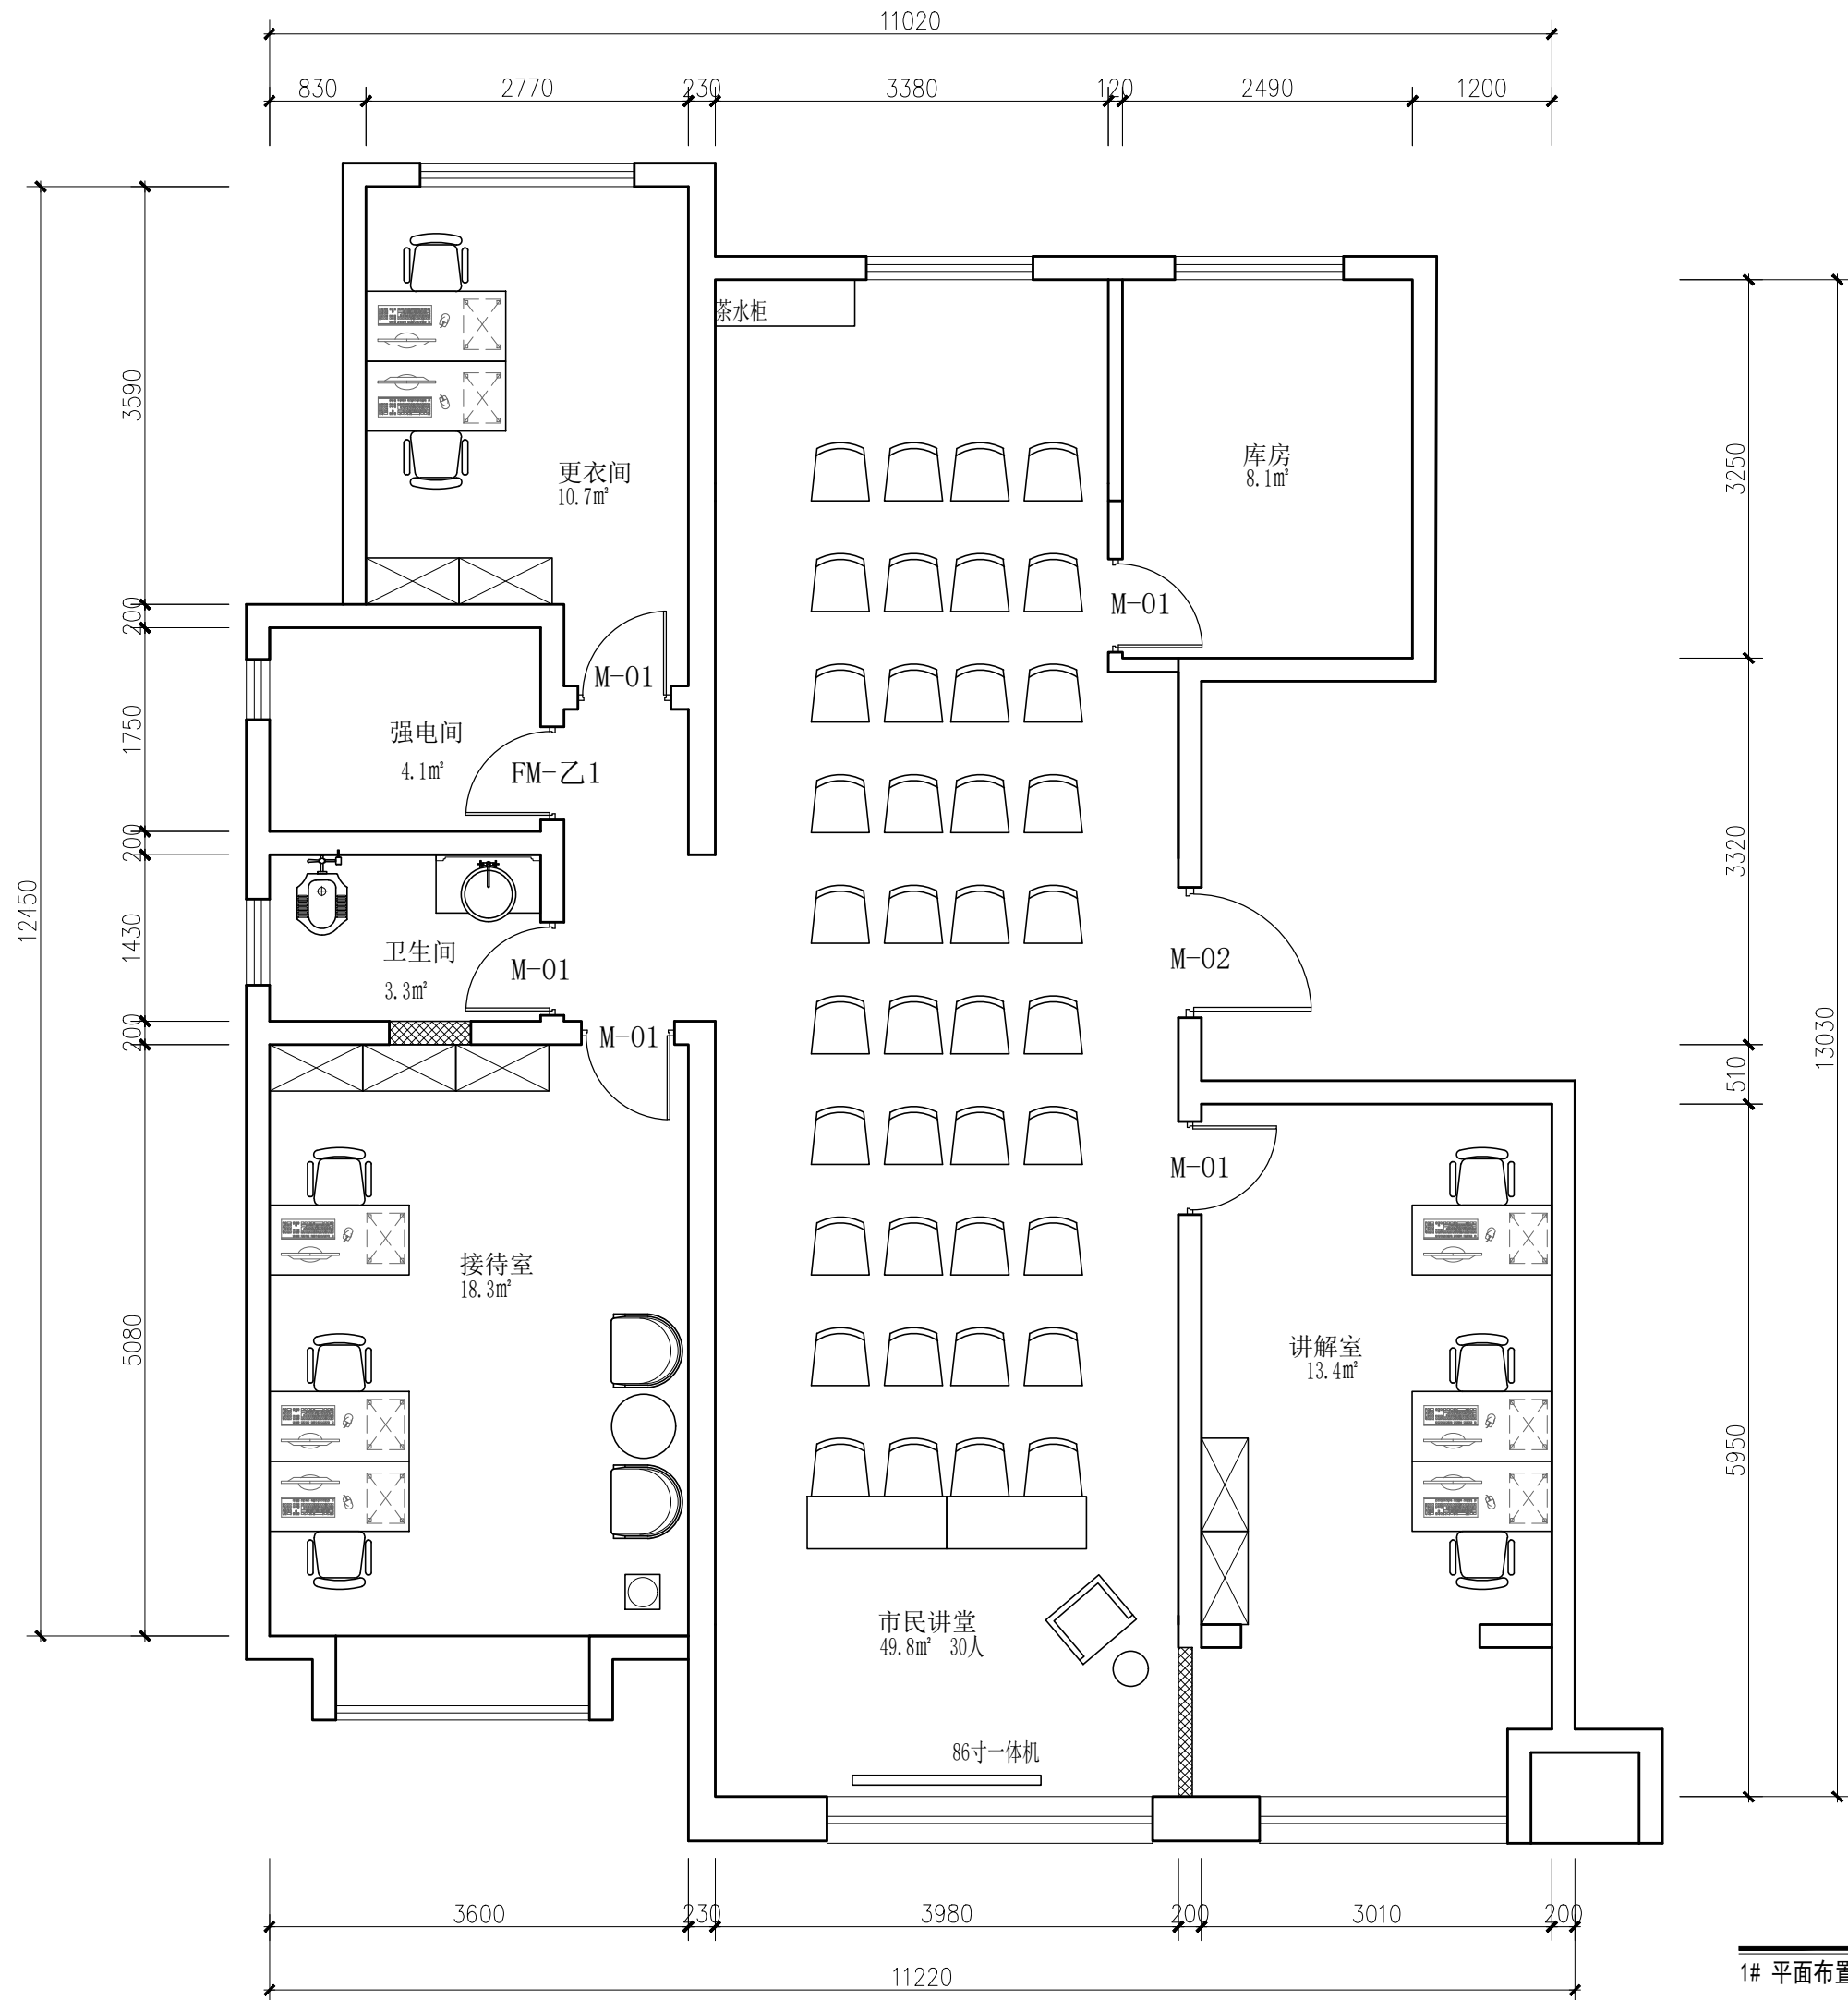 11020
830 2770 230 3380 120 2490 1200
茶水柜
更衣间
10.7㎡
库房
8.1㎡
M-01
M-01
强电间
4.1㎡
FM-乙1
卫生间
3.3㎡
M-01
M-02
M-01
M-01
接待室
18.3㎡
讲解室
13.4㎡
市民讲堂
49.8㎡ 30人
86寸一体机
12450
3590
200
1750
200
1430
200
5080
3250
3320
510
5950
13030
3600 230 3980 200 3010 200
11220
1# 平面布置